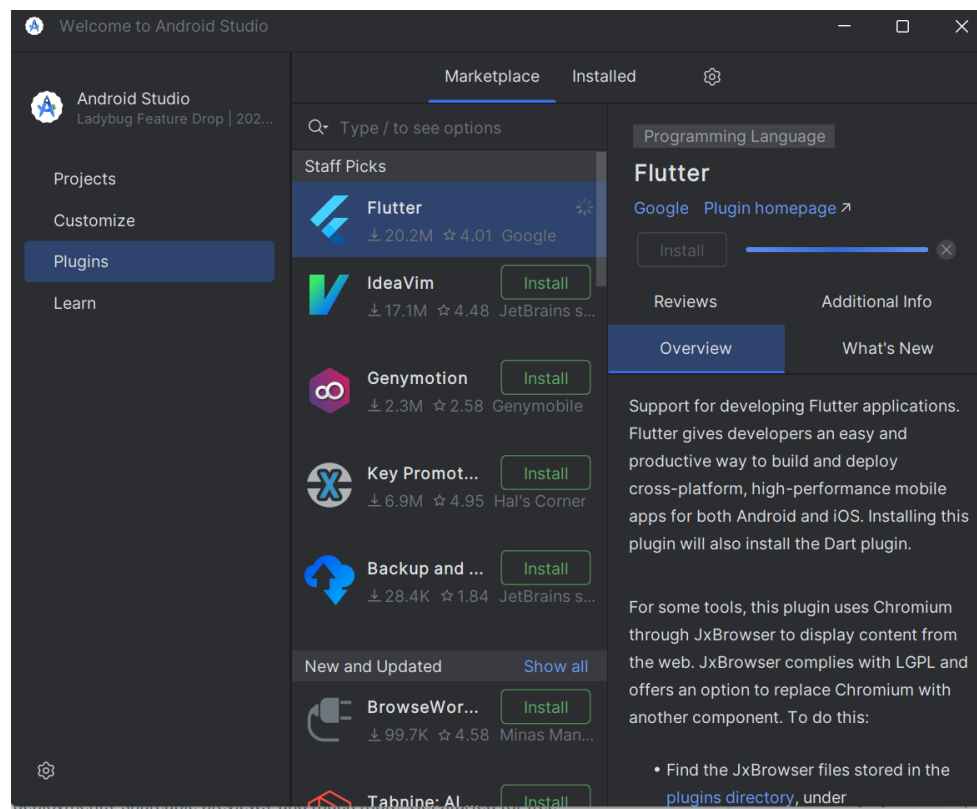 Welcome to Android Studio
Android Studio
Ladybug Feature Drop | 202...
Projects
Customize
Plugins
Learn
Marketplace Installed
Type / to see options
Staff Picks
Flutter
20.2M 4.01 Google
IdeaVim Install
17.1M 4.48 JetBrains s...
Genymotion Install
2.3M 2.58 Genymobile
Key Promot... Install
6.9M 4.95 Hal's Corner
Backup and ... Install
28.4K 1.84 JetBrains s...
New and Updated Show all
BrowseWor... Install
99.7K 4.58 Minas Man...
Tabnine: AI Install
Programming Language
Flutter
Google Plugin homepage ↗
Install
Reviews Additional Info
Overview What's New
Support for developing Flutter applications.
Flutter gives developers an easy and
productive way to build and deploy
cross-platform, high-performance mobile
apps for both Android and iOS. Installing this
plugin will also install the Dart plugin.
For some tools, this plugin uses Chromium
through JxBrowser to display content from
the web. JxBrowser complies with LGPL and
offers an option to replace Chromium with
another component. To do this:
• Find the JxBrowser files stored in the
plugins directory, under